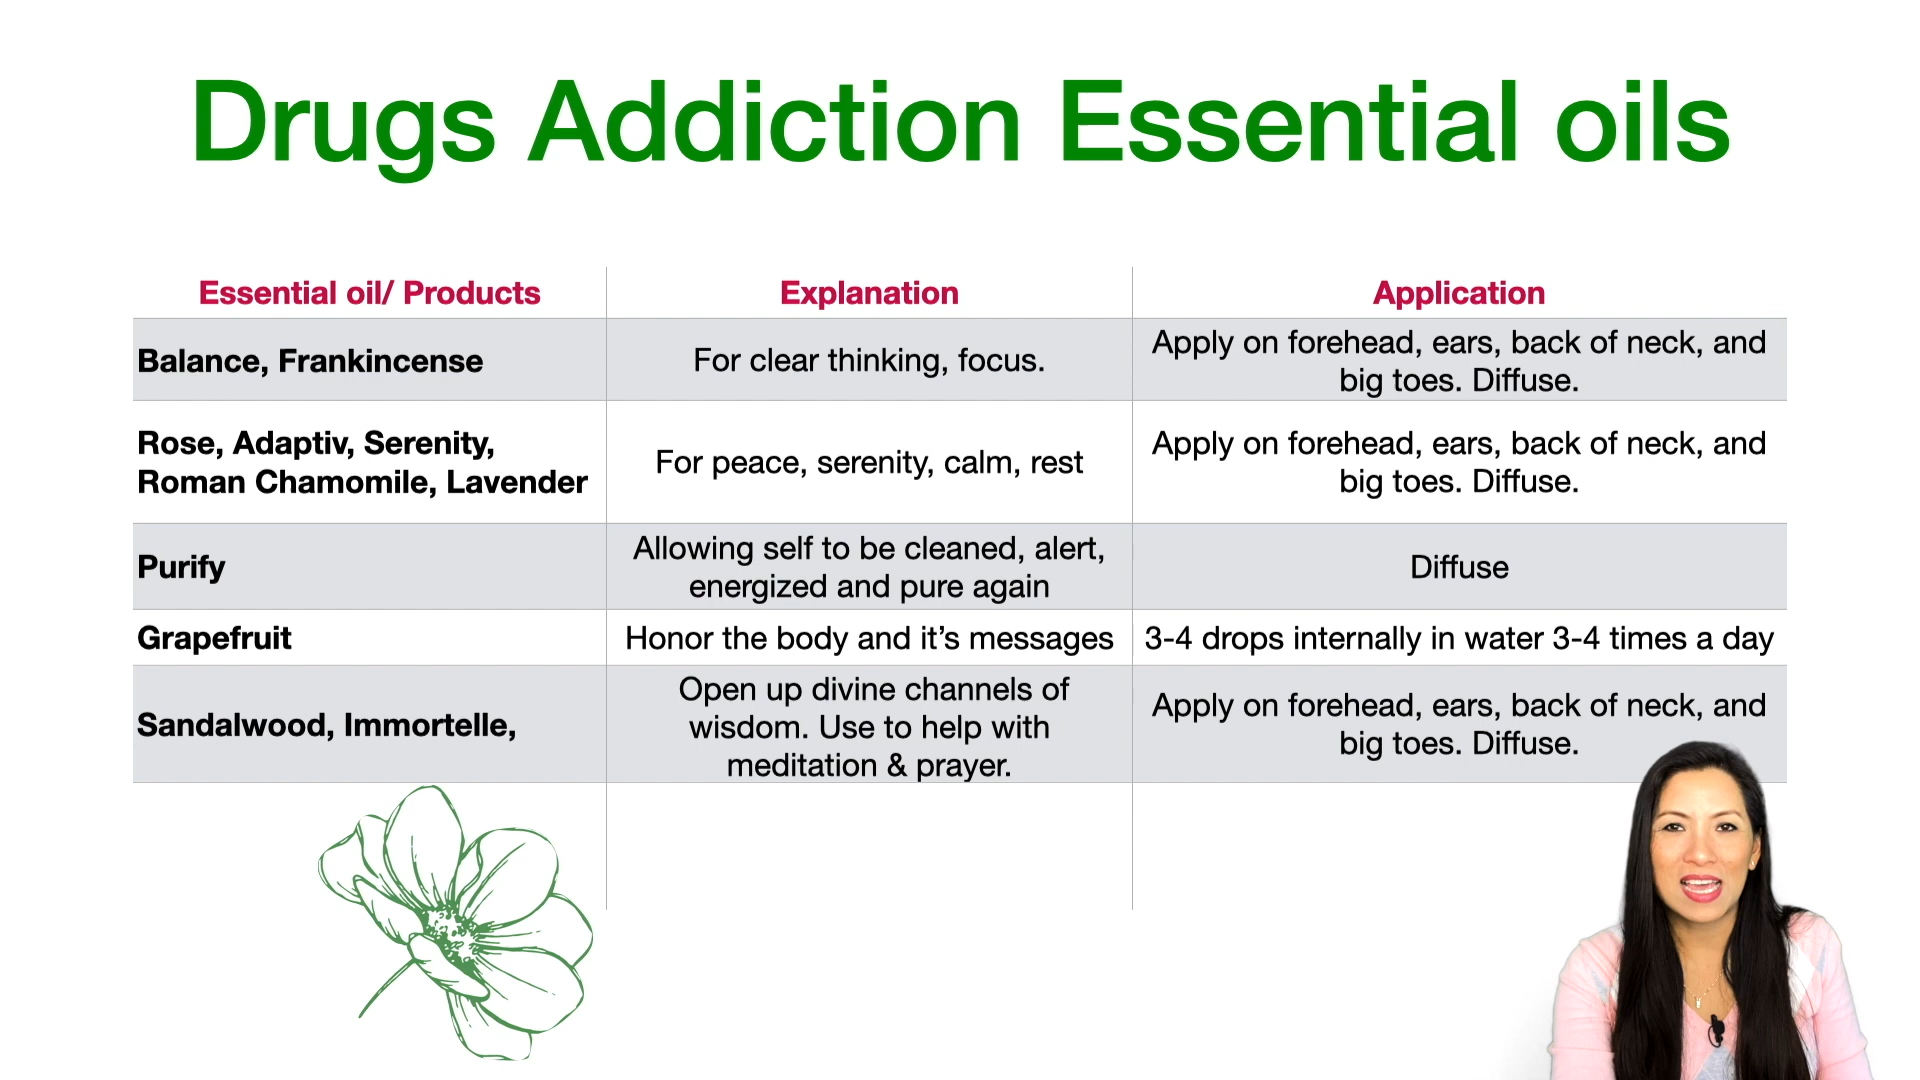 Drugs Addiction Essential oils
Essential oil/ Products
Explanation
Application
Balance, Frankincense
For clear thinking, focus.
Apply on forehead, ears, back of neck, and
big toes. Diffuse.
Rose, Adaptiv, Serenity,
Roman Chamomile, Lavender
For peace, serenity, calm, rest
Apply on forehead, ears, back of neck, and
big toes. Diffuse.
Purify
Allowing self to be cleaned, alert,
energized and pure again
Diffuse
Grapefruit
Honor the body and it’s messages
3-4 drops internally in water 3-4 times a day
Sandalwood, Immortelle,
Open up divine channels of
wisdom. Use to help with
meditation & prayer.
Apply on forehead, ears, back of neck, and
big toes. Diffuse.